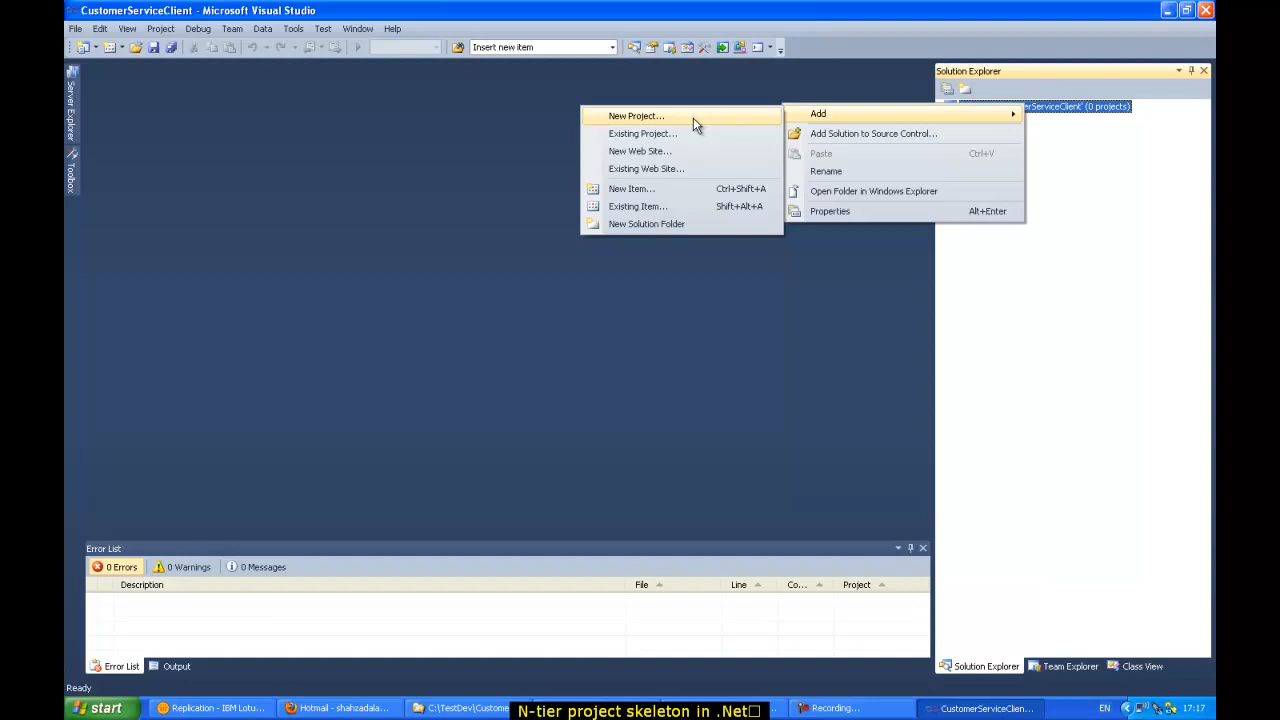 CustomerServiceClient - Microsoft Visual Studio
File Edit View Project Debug Team Data Tools Test Window Help
Insert new item
Server Explorer
Toolbox
Solution Explorer
erServiceClient' (0 projects)
Add
Add Solution to Source Control...
Paste Ctrl+V
Rename
Open Folder in Windows Explorer
Properties Alt+Enter
New Project...
Existing Project...
New Web Site...
Existing Web Site...
New Item... Ctrl+Shift+A
Existing Item... Shift+Alt+A
New Solution Folder
Error List
0 Errors 0 Warnings 0 Messages
Description File Line Co... Project
Error List Output
Solution Explorer Team Explorer Class View
Ready
start Replication - IBM Lotu... Hotmail - shahzadala... C:\TestDev\Custome Recording... CustomerServiceClien... EN 17:17
N-tier project skeleton in .Net